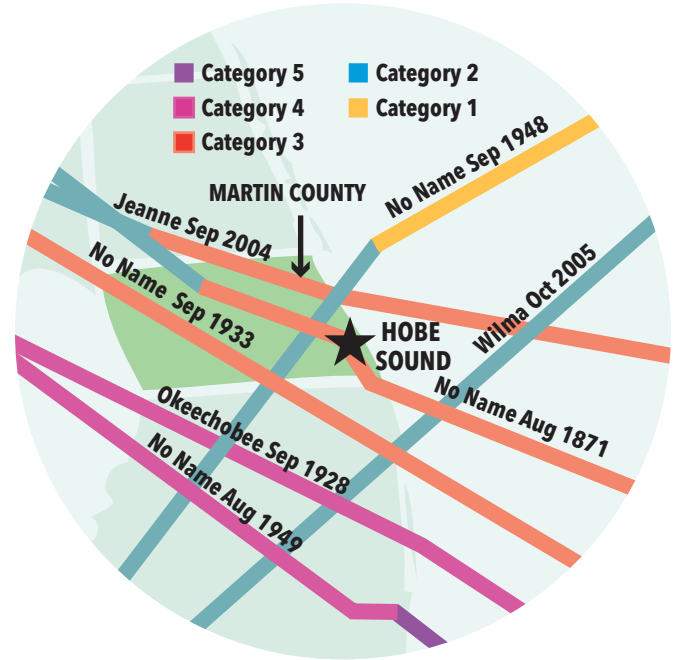 Category 5
Category 2
Category 4
Category 1
Category 3
No Name Sep 1948
MARTIN COUNTY
Jeanne Sep 2004
No Name Sep 1933
Wilma Oct 2005
HOBE
SOUND
No Name Aug 1871
Okeechobee Sep 1928
No Name Aug 1949